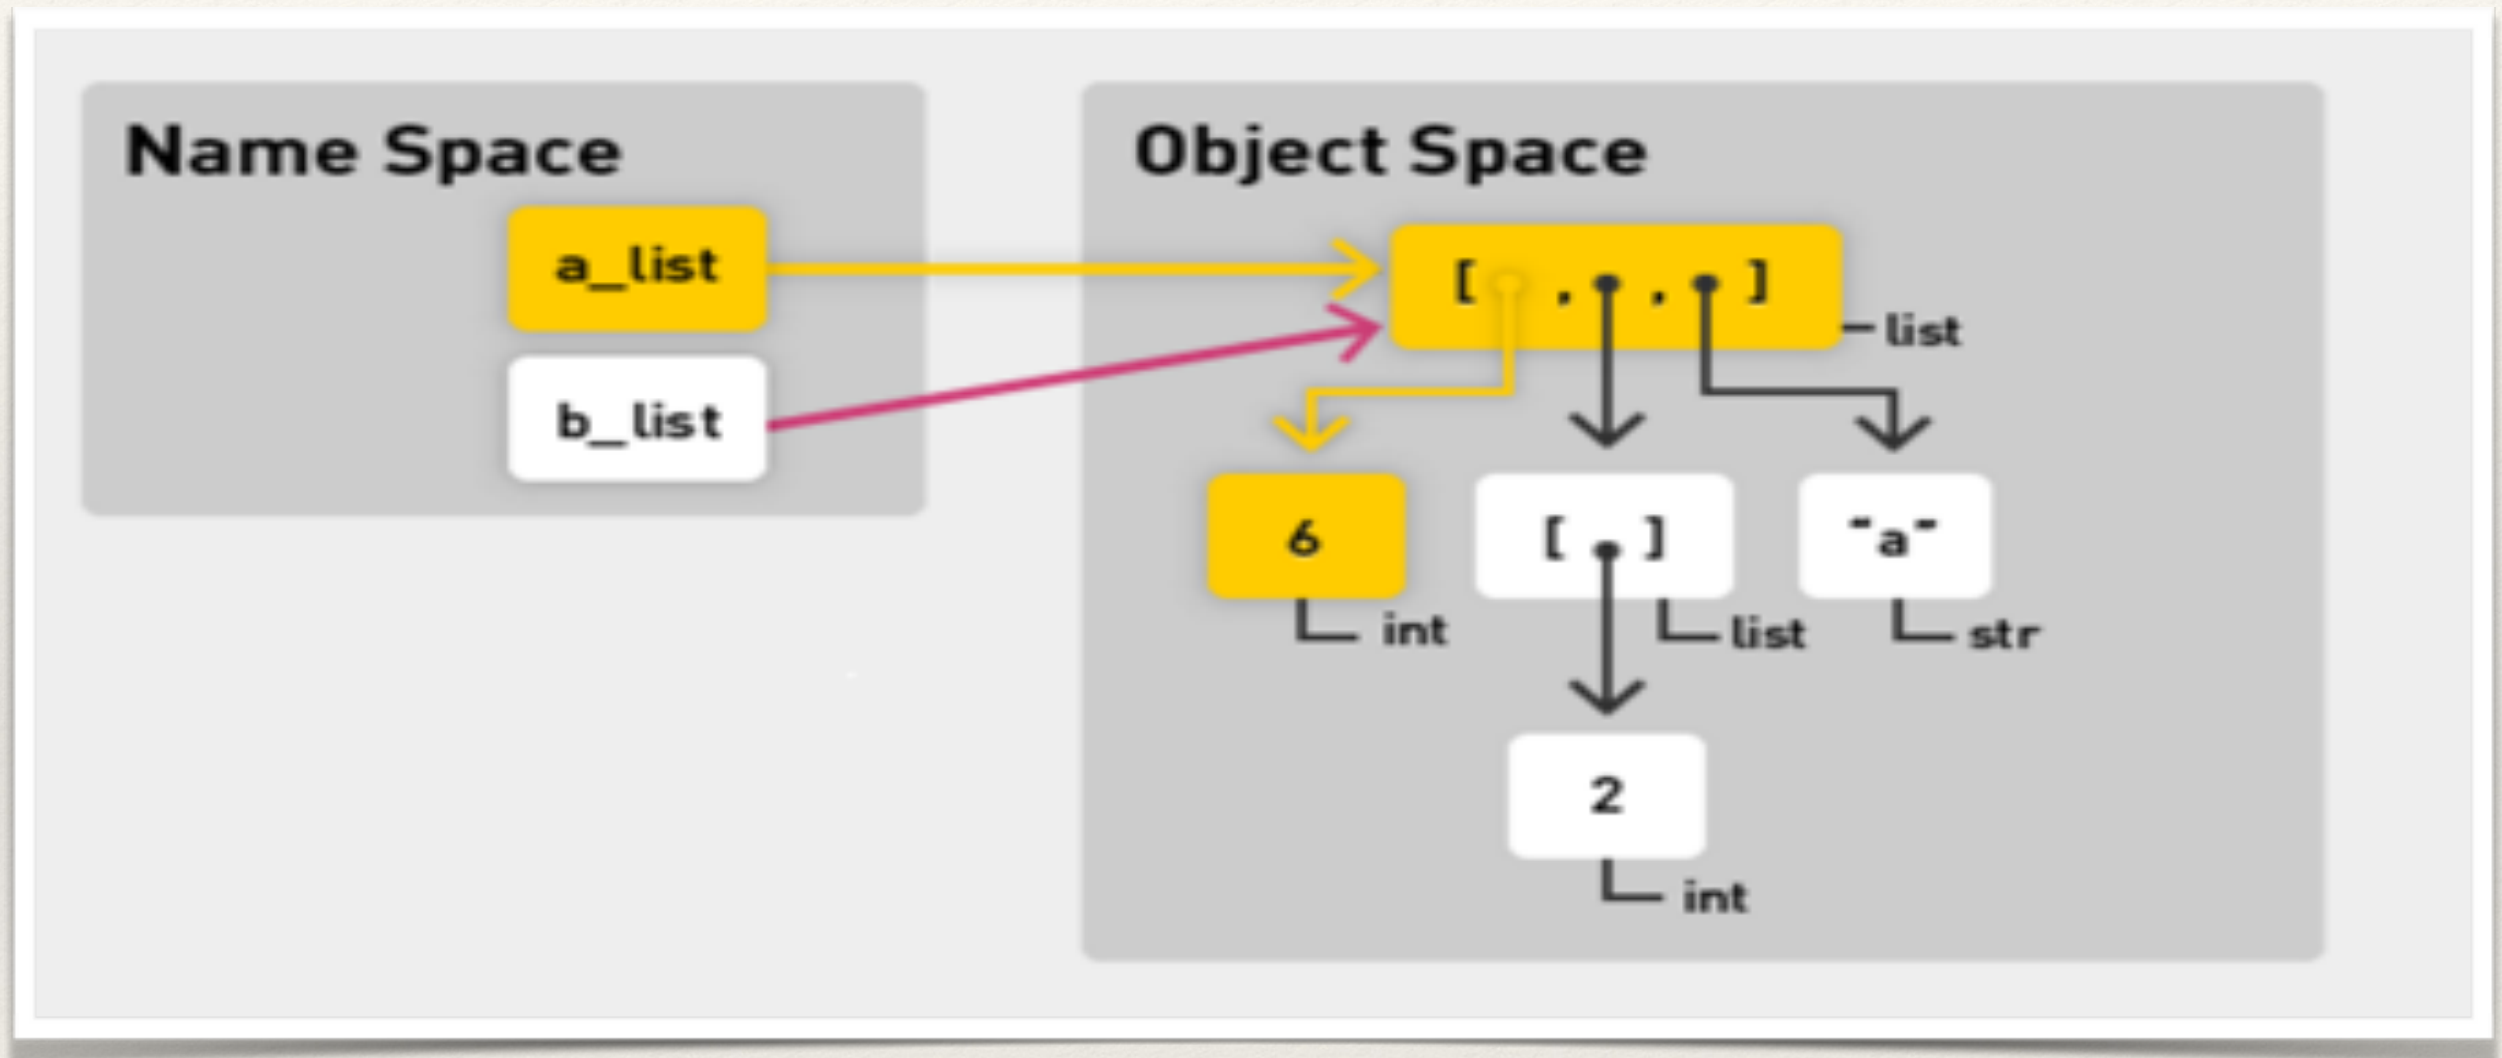 Name Space
a_list
b_list
Object Space
[ , , ]
list
6
[ ]
"a"
int
list
str
2
int